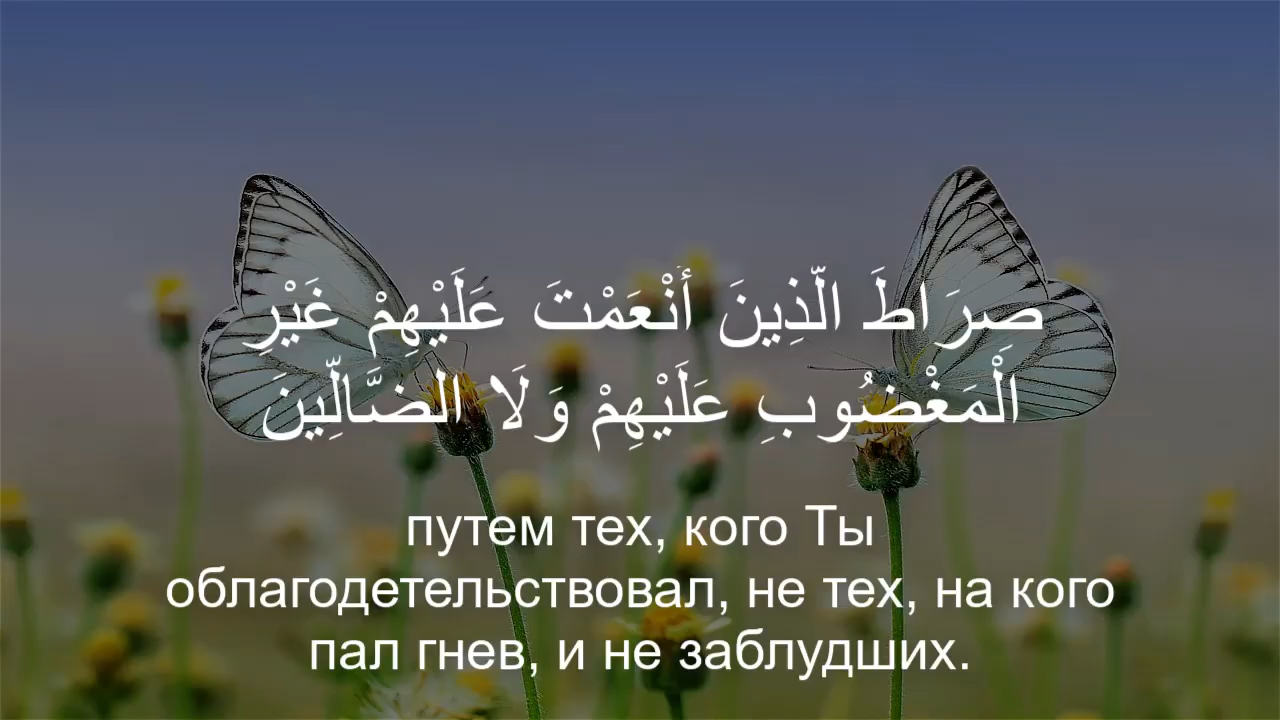 صِرَاطَ الَّذِينَ أَنْعَمْتَ عَلَيْهِمْ غَيْرِ
الْمَغْضُوبِ عَلَيْهِمْ وَلَا الضَّالِّينَ
путем тех, кого Ты
облагодетельствовал, не тех, на кого
пал гнев, и не заблудших.